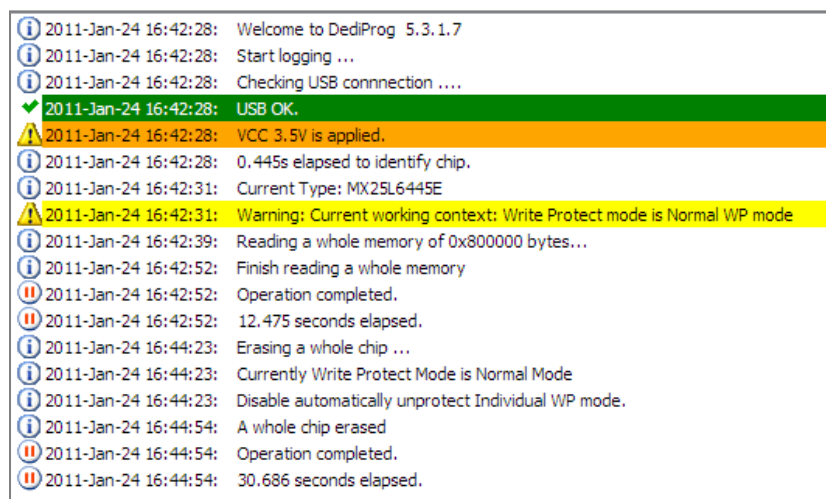 2011-Jan-24 16:42:28: Welcome to DediProg 5.3.1.7
2011-Jan-24 16:42:28: Start logging ...
2011-Jan-24 16:42:28: Checking USB connnection ....
2011-Jan-24 16:42:28: USB OK.
2011-Jan-24 16:42:28: VCC 3.5V is applied.
2011-Jan-24 16:42:28: 0.445s elapsed to identify chip.
2011-Jan-24 16:42:31: Current Type: MX25L6445E
2011-Jan-24 16:42:31: Warning: Current working context: Write Protect mode is Normal WP mode
2011-Jan-24 16:42:39: Reading a whole memory of 0x800000 bytes...
2011-Jan-24 16:42:52: Finish reading a whole memory
2011-Jan-24 16:42:52: Operation completed.
2011-Jan-24 16:42:52: 12.475 seconds elapsed.
2011-Jan-24 16:44:23: Erasing a whole chip ...
2011-Jan-24 16:44:23: Currently Write Protect Mode is Normal Mode
2011-Jan-24 16:44:23: Disable automatically unprotect Individual WP mode.
2011-Jan-24 16:44:54: A whole chip erased
2011-Jan-24 16:44:54: Operation completed.
2011-Jan-24 16:44:54: 30.686 seconds elapsed.